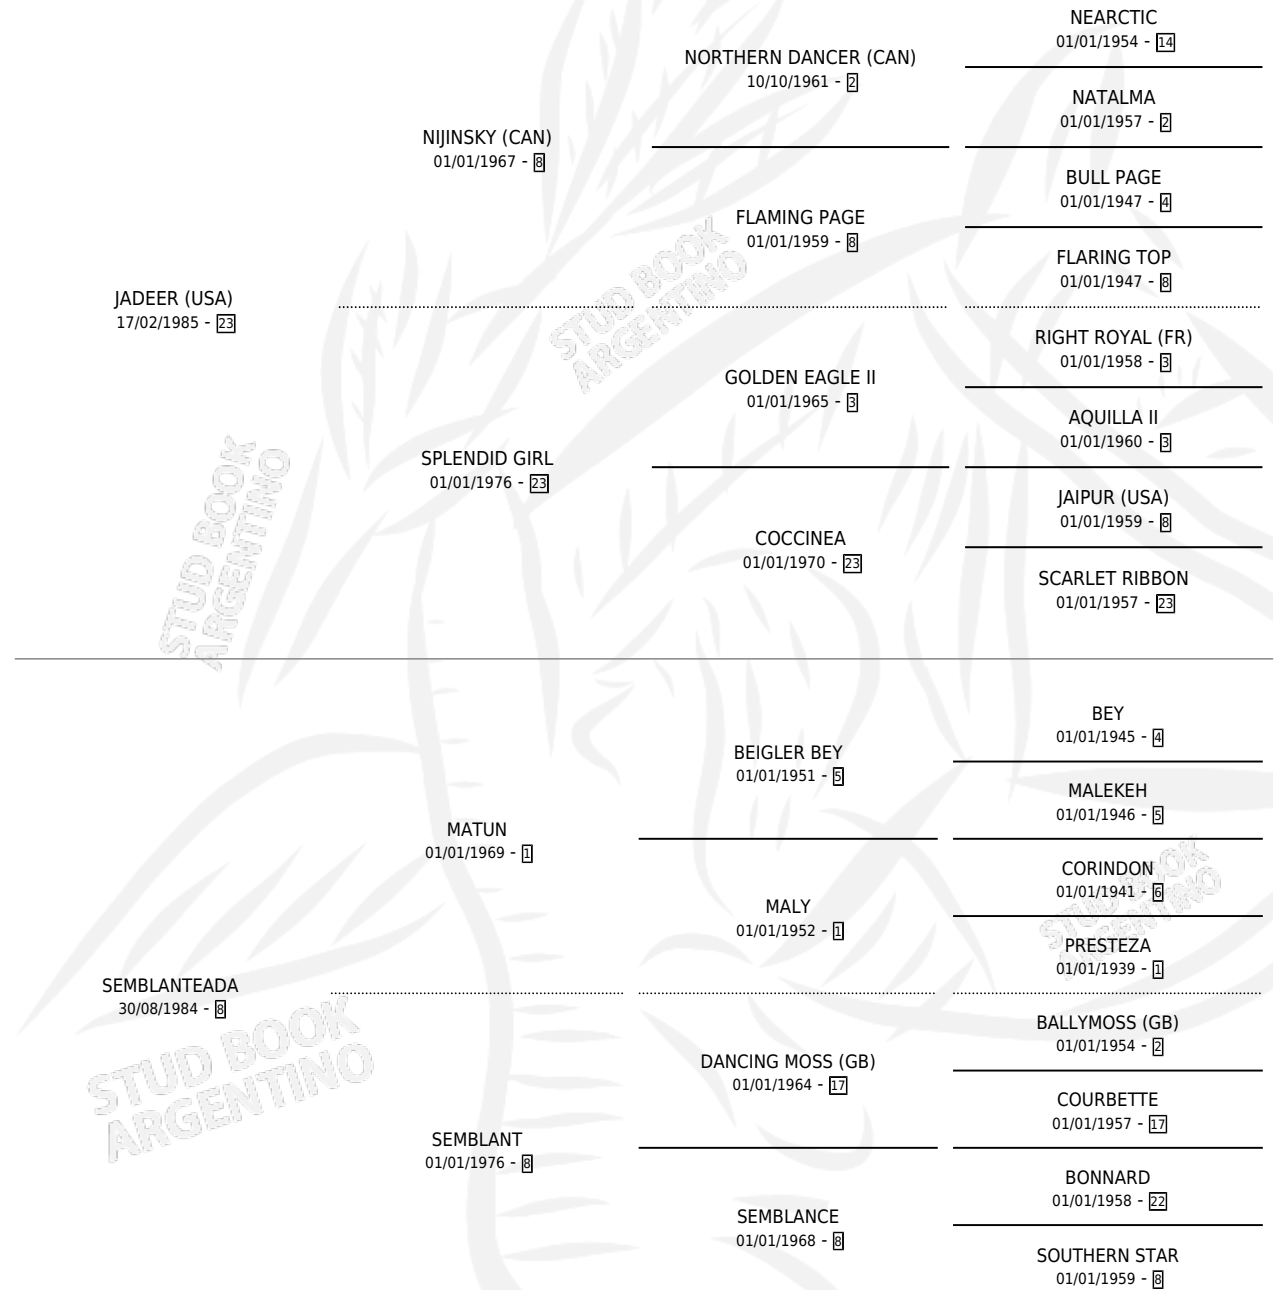 JADEER (USA)
17/02/1985 - 23
NIJINSKY (CAN)
01/01/1967 - 8
SPLENDID GIRL
01/01/1976 - 23
NORTHERN DANCER (CAN)
10/10/1961 - 2
FLAMING PAGE
01/01/1959 - 8
GOLDEN EAGLE II
01/01/1965 - 3
COCCINEA
01/01/1970 - 23
NEARCTIC
01/01/1954 - 14
NATALMA
01/01/1957 - 2
BULL PAGE
01/01/1947 - 4
FLARING TOP
01/01/1947 - 8
RIGHT ROYAL (FR)
01/01/1958 - 3
AQUILLA II
01/01/1960 - 3
JAIPUR (USA)
01/01/1959 - 8
SCARLET RIBBON
01/01/1957 - 23
SEMBLANTEADA
30/08/1984 - 8
MATUN
01/01/1969 - 1
SEMBLANT
01/01/1976 - 8
BEIGLER BEY
01/01/1951 - 5
MALY
01/01/1952 - 1
DANCING MOSS (GB)
01/01/1964 - 17
SEMBLANCE
01/01/1968 - 8
BEY
01/01/1945 - 4
MALEKEH
01/01/1946 - 5
CORINDON
01/01/1941 - 6
PRESTEZA
01/01/1939 - 1
BALLYMOSS (GB)
01/01/1954 - 2
COURBETTE
01/01/1957 - 17
BONNARD
01/01/1958 - 22
SOUTHERN STAR
01/01/1959 - 8
STUD BOOK
ARGENTINO
STUD BOOK
ARGENTINO
STUD BOOK
ARGENTINO
STUD BOOK
ARGENTINO